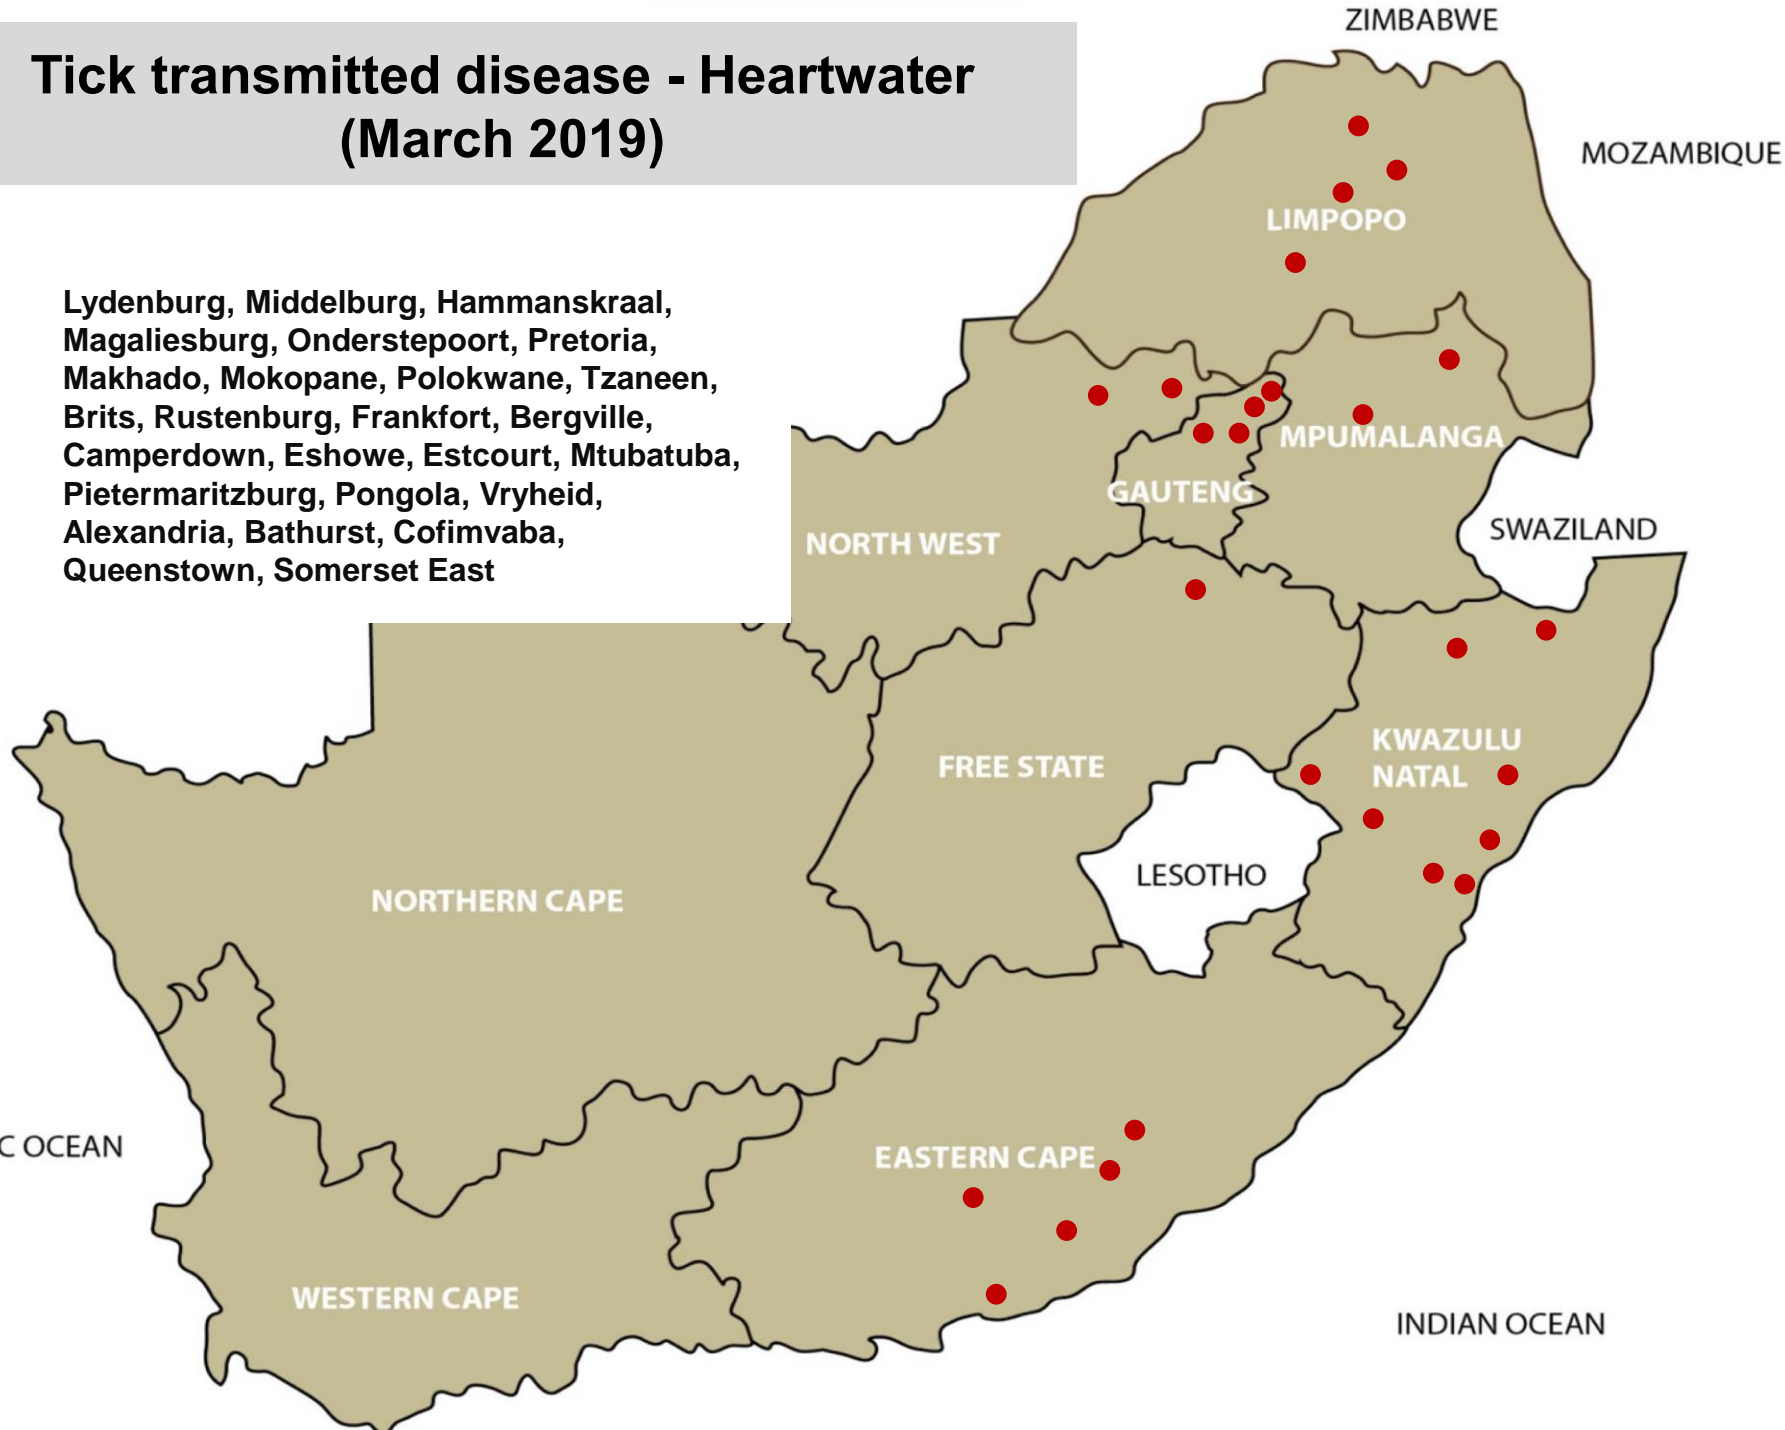 Tick transmitted disease - Heartwater
(March 2019)
Lydenburg, Middelburg, Hammanskraal,
Magaliesburg, Onderstepoort, Pretoria,
Makhado, Mokopane, Polokwane, Tzaneen,
Brits, Rustenburg, Frankfort, Bergville,
Camperdown, Eshowe, Estcourt, Mtubatuba,
Pietermaritzburg, Pongola, Vryheid,
Alexandria, Bathurst, Cofimvaba,
Queenstown, Somerset East
ZIMBABWE
MOZAMBIQUE
LIMPOPO
MPUMALANGA
GAUTENG
NORTH WEST
SWAZILAND
KWAZULU
NATAL
FREE STATE
LESOTHO
NORTHERN CAPE
C OCEAN
EASTERN CAPE
WESTERN CAPE
INDIAN OCEAN